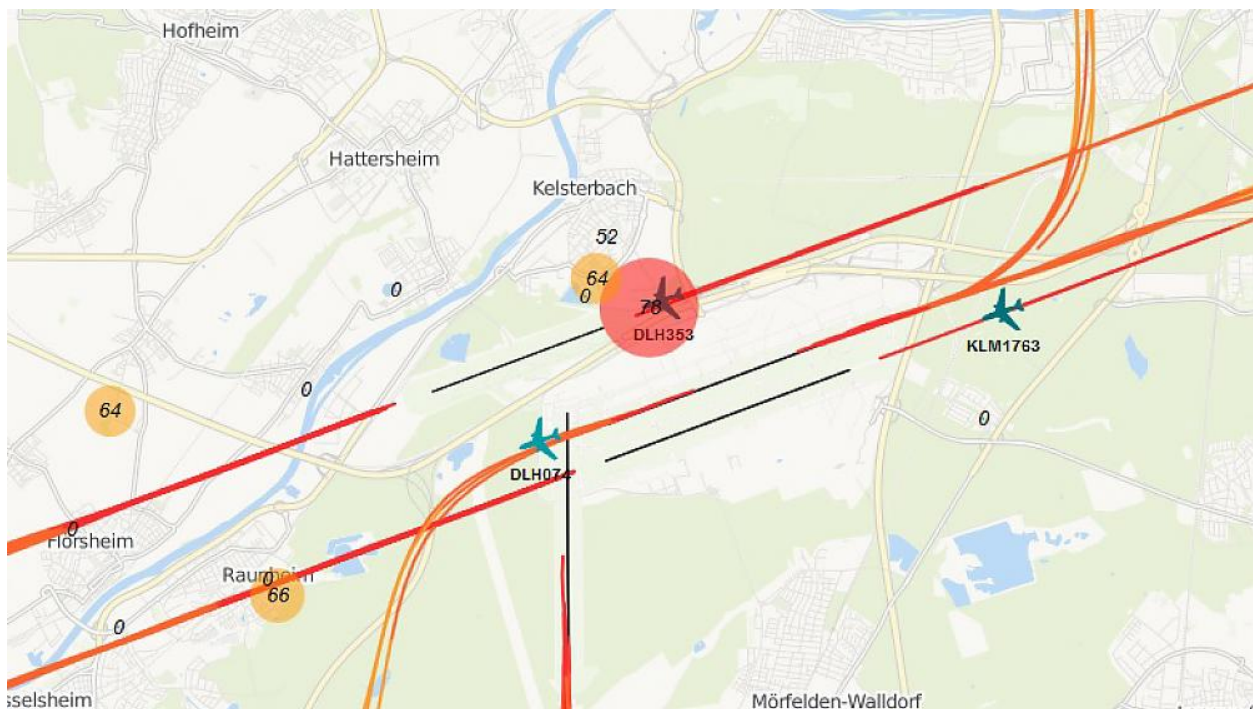 Hofheim
Hattersheim
Kelsterbach
52
64
0
0
78
DLH353
KLM1763
0
64
0
DLH074
0
Flörsheim
Raunheim
0
66
0
sselsheim
Mörfelden-Walldorf